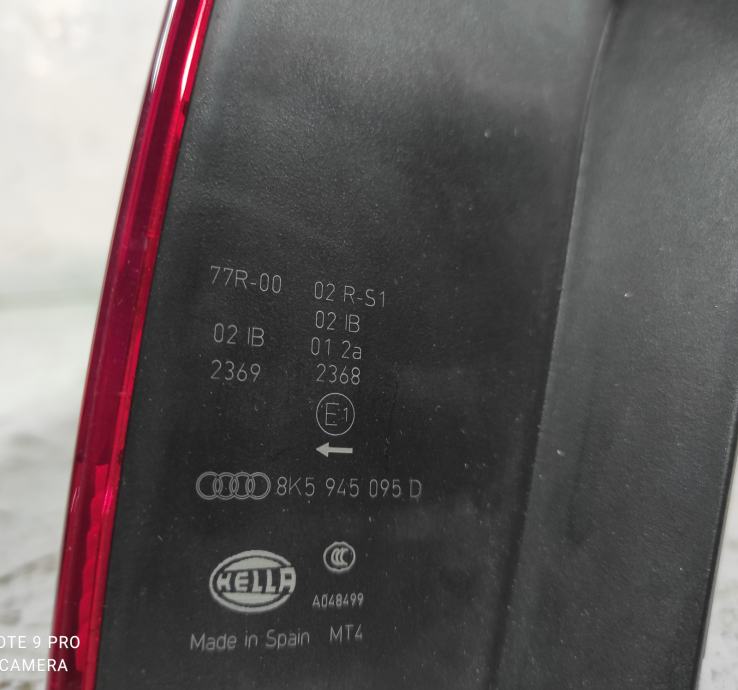 77R-00 02 R-S1
02 IB
02 IB 01 2a
2369 2368
E1
8K5 945 095 D
HELLA
CCC
A048499
Made in Spain MT4
OTE 9 PRO
CAMERA